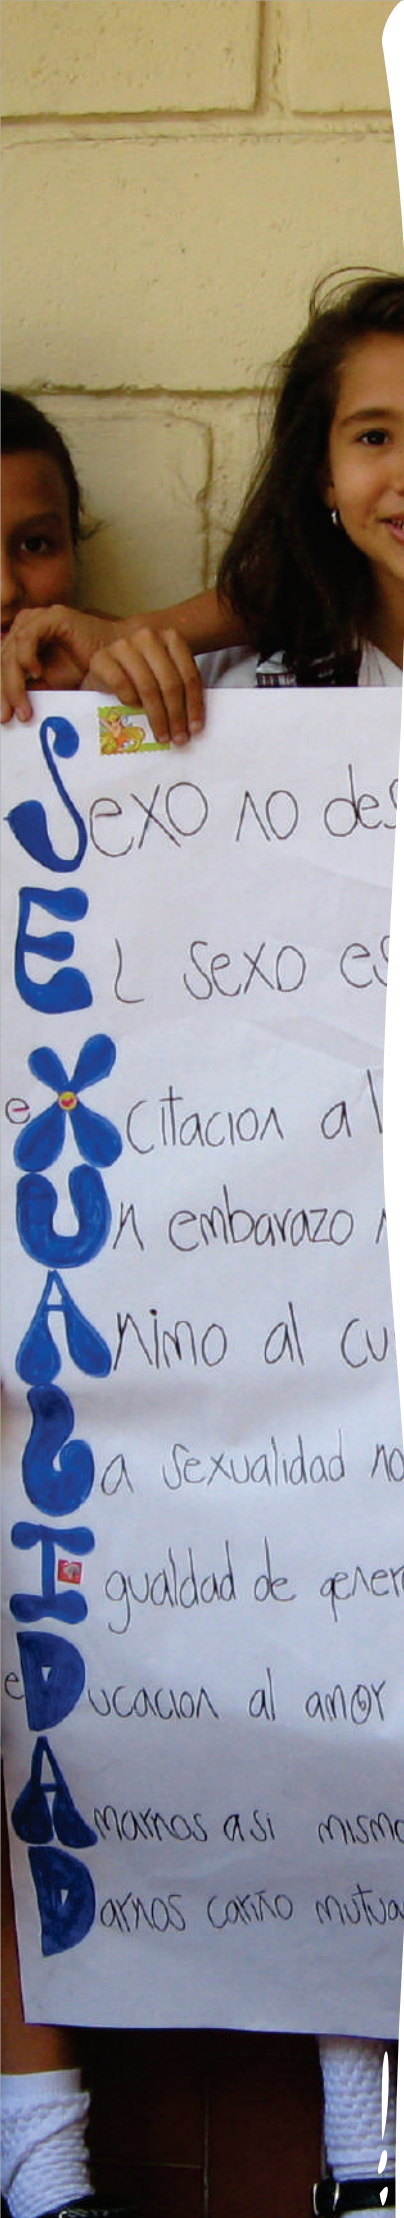 Sexo no des
EL sexo es
eXcitacion al
Un embarazo
Animo al cu
La sexualidad no
Igualdad de gener
eDucacion al amor
Amarnos asi mismo
Darnos cariño mutua